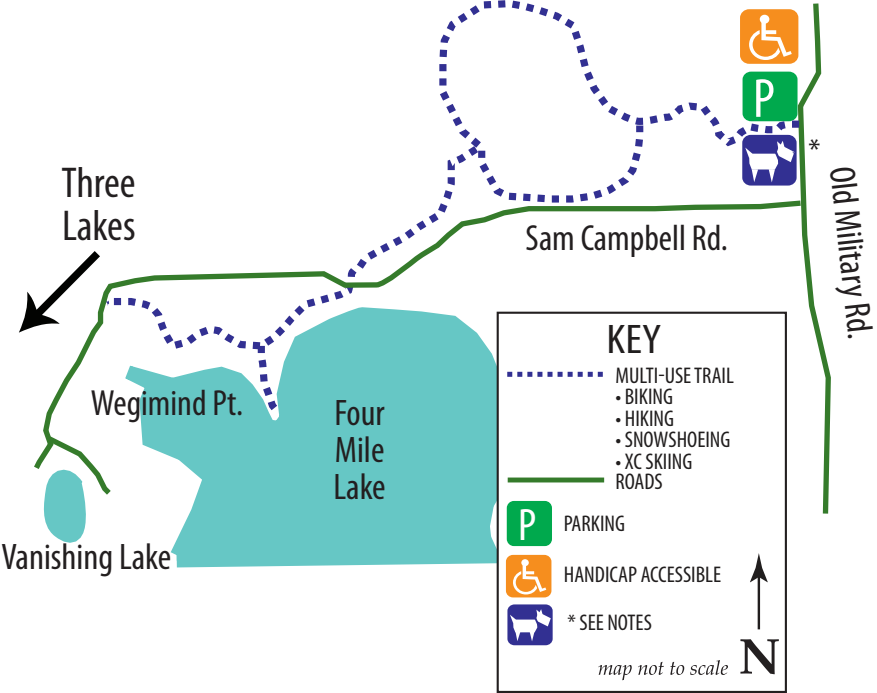 P
*
Three
Lakes
Old Military Rd.
Sam Campbell Rd.
Wegimind Pt.
Four
Mile
Lake
Vanishing Lake
KEY
MULTI-USE TRAIL
• BIKING
• HIKING
• SNOWSHOEING
• XC SKIING
ROADS
P PARKING
HANDICAP ACCESSIBLE
* SEE NOTES
map not to scale N